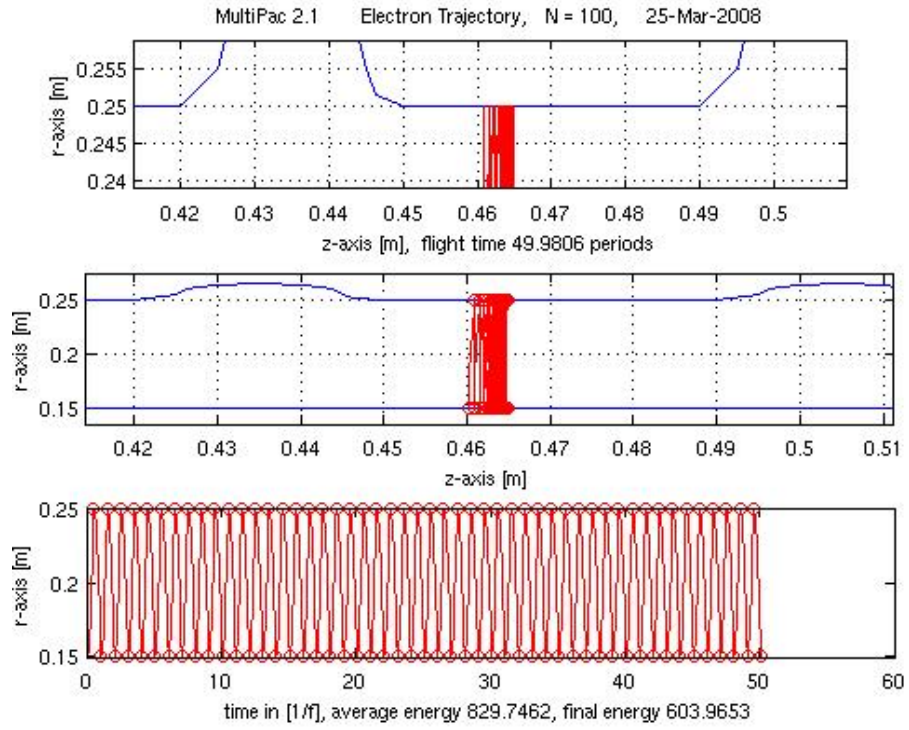 MultiPac 2.1 Electron Trajectory, N = 100, 25-Mar-2008
r-axis [m]
0.255
0.25
0.245
0.24
0.42 0.43 0.44 0.45 0.46 0.47 0.48 0.49 0.5
z-axis [m], flight time 49.9806 periods
r-axis [m]
0.25
0.2
0.15
0.42 0.43 0.44 0.45 0.46 0.47 0.48 0.49 0.5 0.51
z-axis [m]
r-axis [m]
0.25
0.2
0.15
0 10 20 30 40 50 60
time in [1/f], average energy 829.7462, final energy 603.9653